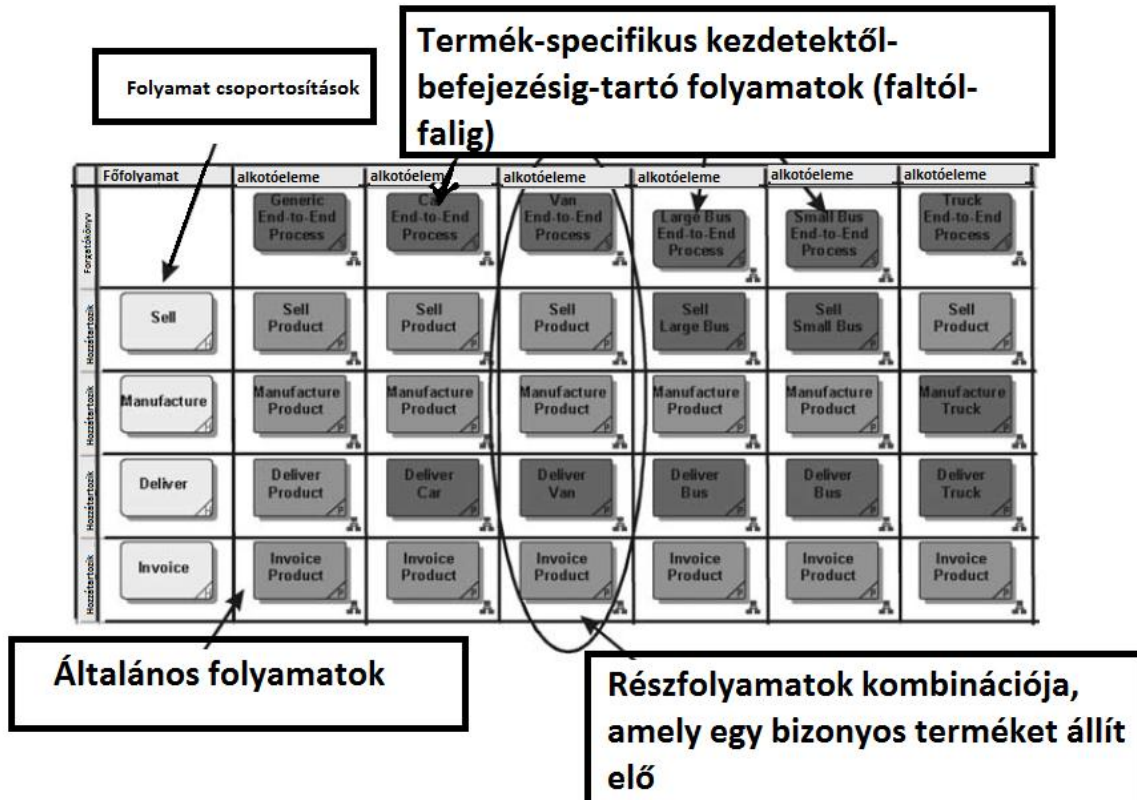 Folyamat csoportosítások
Termék-specifikus kezdetektől-
befejezésig-tartó folyamatok (faltól-
falig)
Főfolyamat alkotóeleme alkotóeleme alkotóeleme alkotóeleme alkotóeleme alkotóeleme
Forgatókönyv
Generic
End-to-End
Process
Ca
End-to-End
Process
Van
End-to-End
Process
Large Bus
End-to-End
Process
Small Bus
End-to-End
Process
Truck
End-to-End
Process
Hozzátartozik
Sell
Sell
Product
Sell
Product
Sell
Product
Sell
Large Bus
Sell
Small Bus
Sell
Product
Hozzátartozik
Manufacture
Manufacture
Product
Manufacture
Product
Manufacture
Product
Manufacture
Product
Manufacture
Product
Manufacture
Truck
Hozzátartozik
Deliver
Deliver
Product
Deliver
Car
Deliver
Van
Deliver
Bus
Deliver
Bus
Deliver
Truck
Hozzátartozik
Invoice
Invoice
Product
Invoice
Product
Invoice
Product
Invoice
Product
Invoice
Product
Invoice
Product
Általános folyamatok
Részfolyamatok kombinációja,
amely egy bizonyos terméket állít
elő